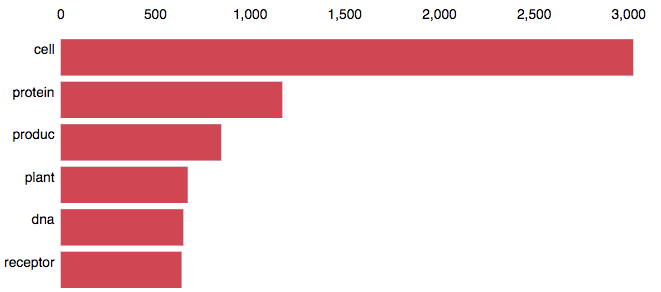 0 500 1,000 1,500 2,000 2,500 3,000
cell
protein
produc
plant
dna
receptor